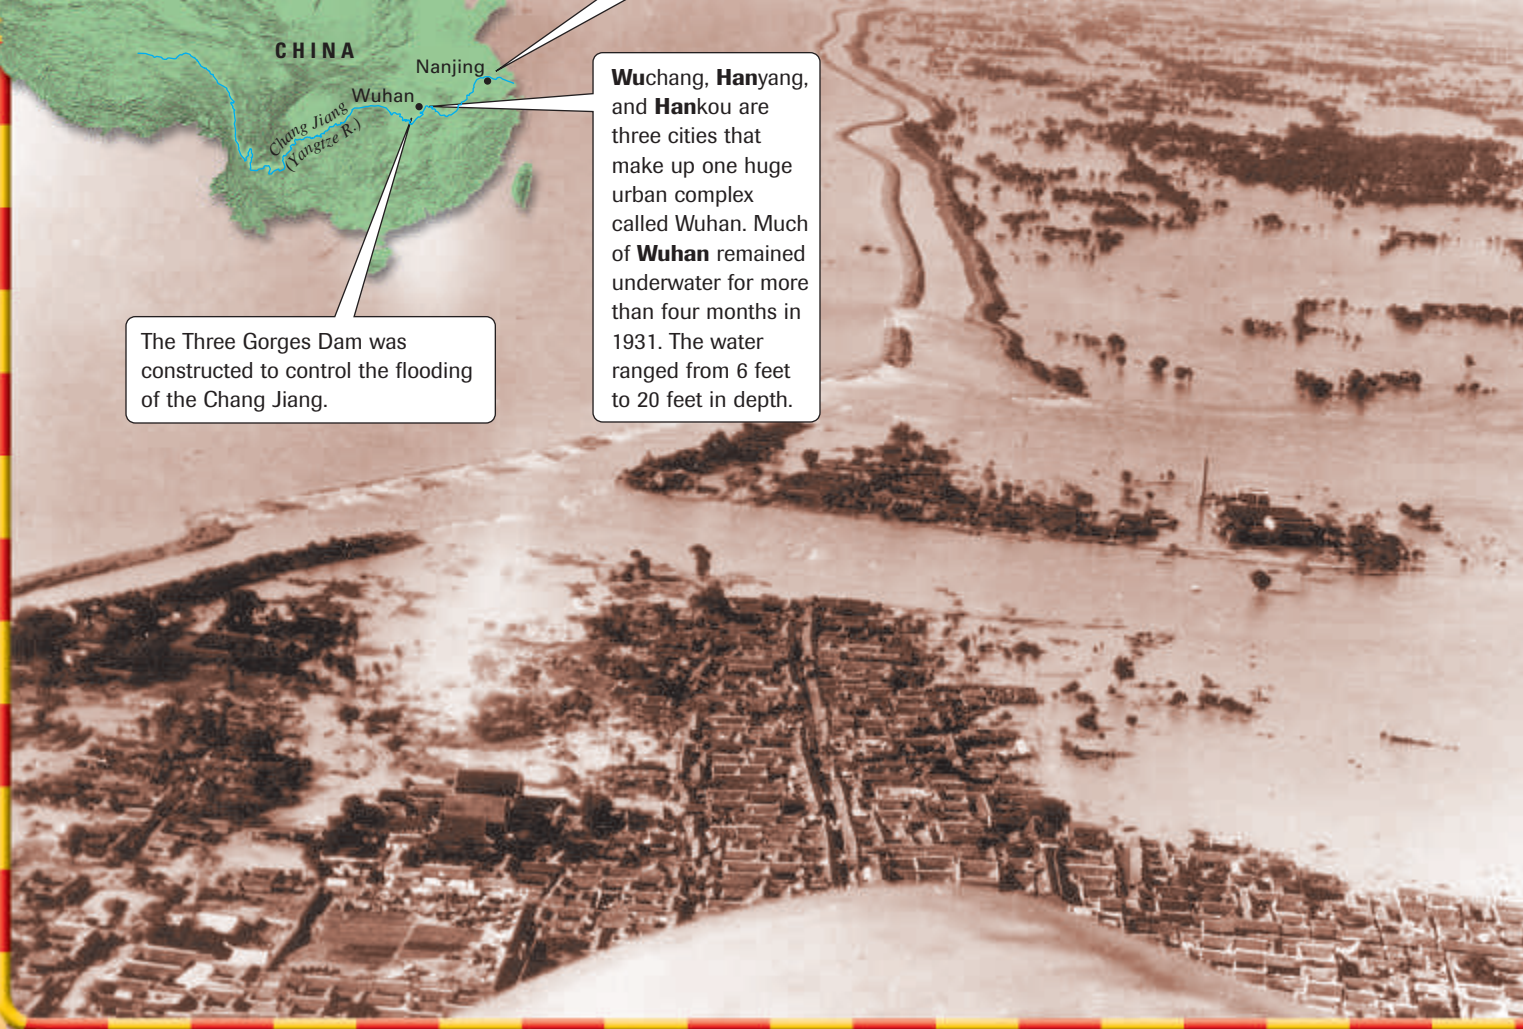 CHINA
Nanjing
Wuhan
Chang Jiang
(Yangtze R.)
Wuchang, Hanyang,
and Hankou are
three cities that
make up one huge
urban complex
called Wuhan. Much
of Wuhan remained
underwater for more
than four months in
1931. The water
ranged from 6 feet
to 20 feet in depth.
The Three Gorges Dam was
constructed to control the flooding
of the Chang Jiang.